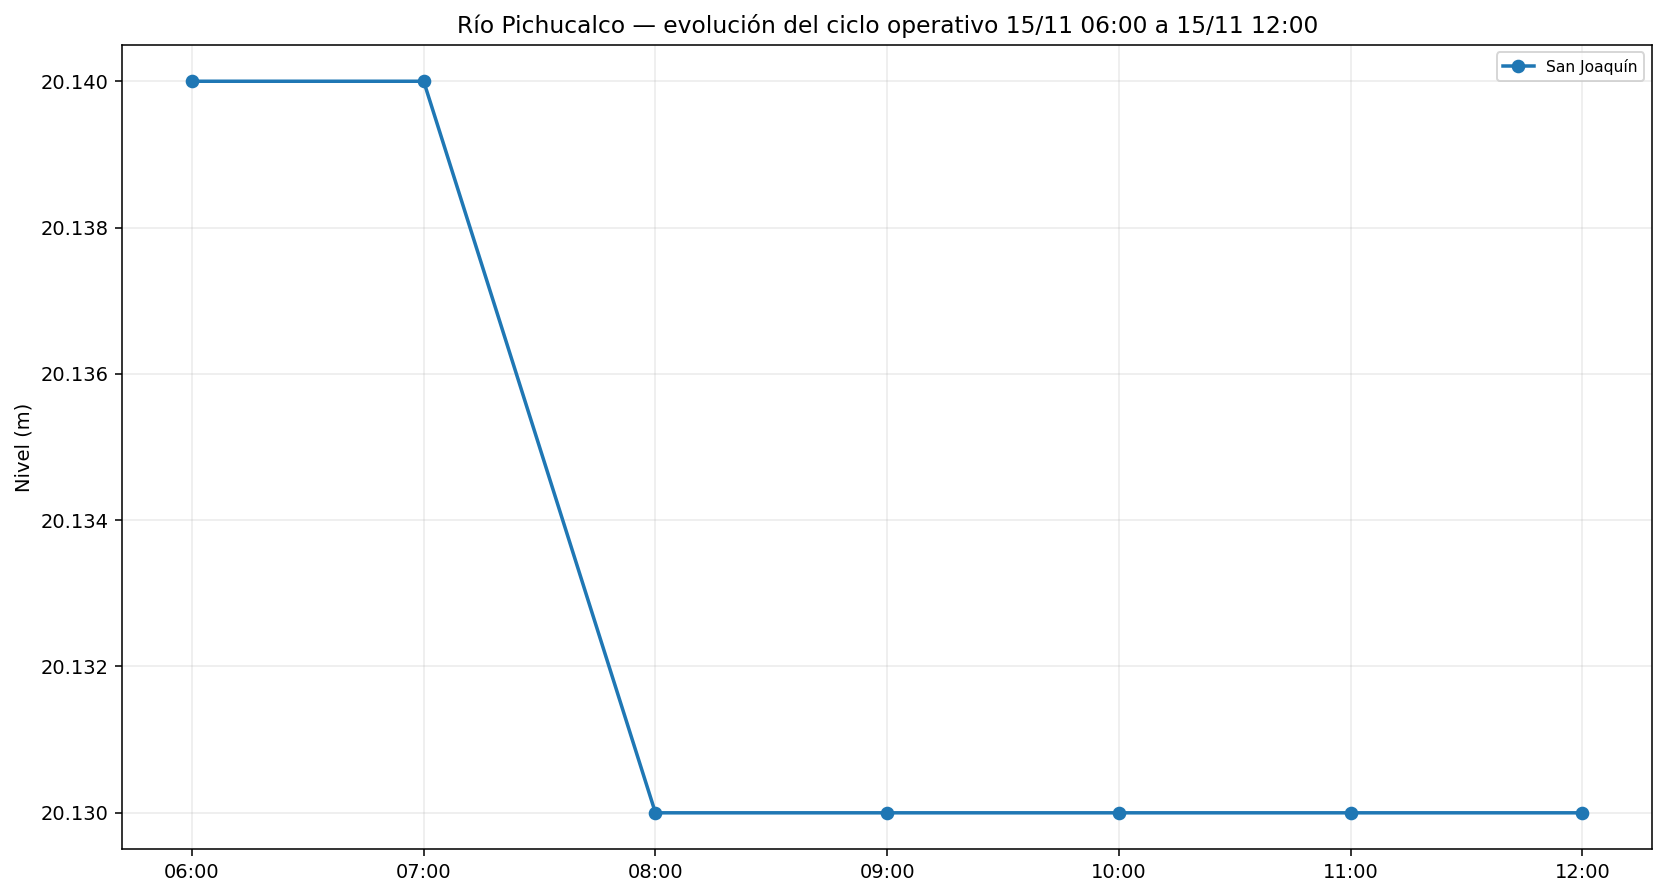 Río Pichucalco — evolución del ciclo operativo 15/11 06:00 a 15/11 12:00
San Joaquín
Nivel (m)
20.140
20.138
20.136
20.134
20.132
20.130
06:00 07:00 08:00 09:00 10:00 11:00 12:00